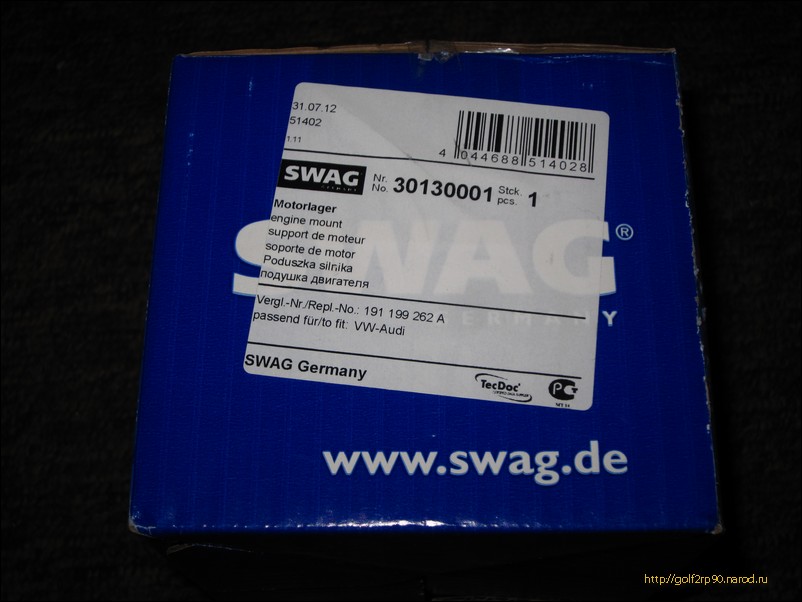 31.07.12
51402
1.11
4 044688 514028
SWAG
GERMANY
Nr.
No. 30130001 Stck.
pcs. 1
Motorlager
engine mount
support de moteur
soporte de motor
Poduszka silnika
подушка двигателя
SWAG®
GERMANY
Vergl.-Nr./Repl.-No.: 191 199 262 A
passend für/to fit: VW-Audi
SWAG Germany
TecDoc
www.swag.de
http://golf2rp90.narod.ru